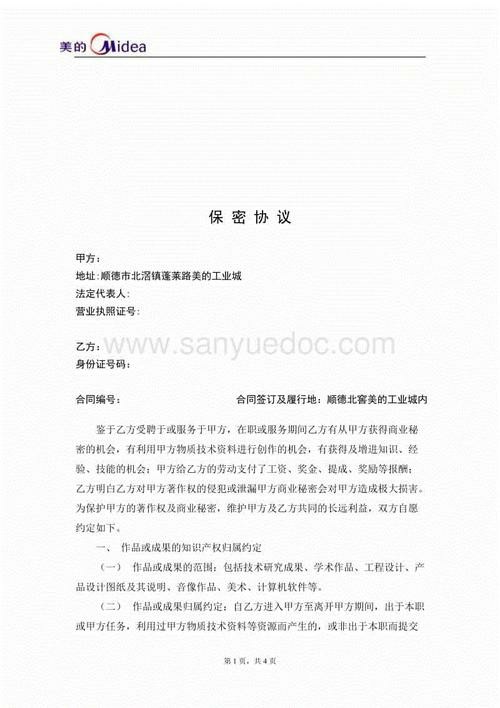 美的 Midea
保 密 协 议
甲方：
地址:顺德市北滘镇蓬莱路美的工业城
法定代表人:
营业执照证号:
www.sanyuedoc.com
乙方：
身份证号码：
合同编号： 合同签订及履行地：顺德北窖美的工业城内
鉴于乙方受聘于或服务于甲方，在职或服务期间乙方有从甲方获得商业秘
密的机会，有利用甲方物质技术资料进行创作的机会，有获得及增进知识、经
验、技能的机会；甲方给乙方的劳动支付了工资、奖金、提成、奖励等报酬；
乙方明白乙方对甲方著作权的侵犯或泄漏甲方商业秘密会对甲方造成极大损害。
为保护甲方的著作权及商业秘密，维护甲方及乙方共同的长远利益，双方自愿
约定如下。
一、 作品或成果的知识产权归属约定
（一） 作品或成果的范围：包括技术研究成果、学术作品、工程设计、产
品设计图纸及其说明、音像作品、美术、计算机软件等。
（二） 作品或成果归属约定：自乙方进入甲方至离开甲方期间，出于本职
或甲方任务，利用过甲方物质技术资料等资源而产生的，或非出于本职而提交
第 1 页，共 4 页